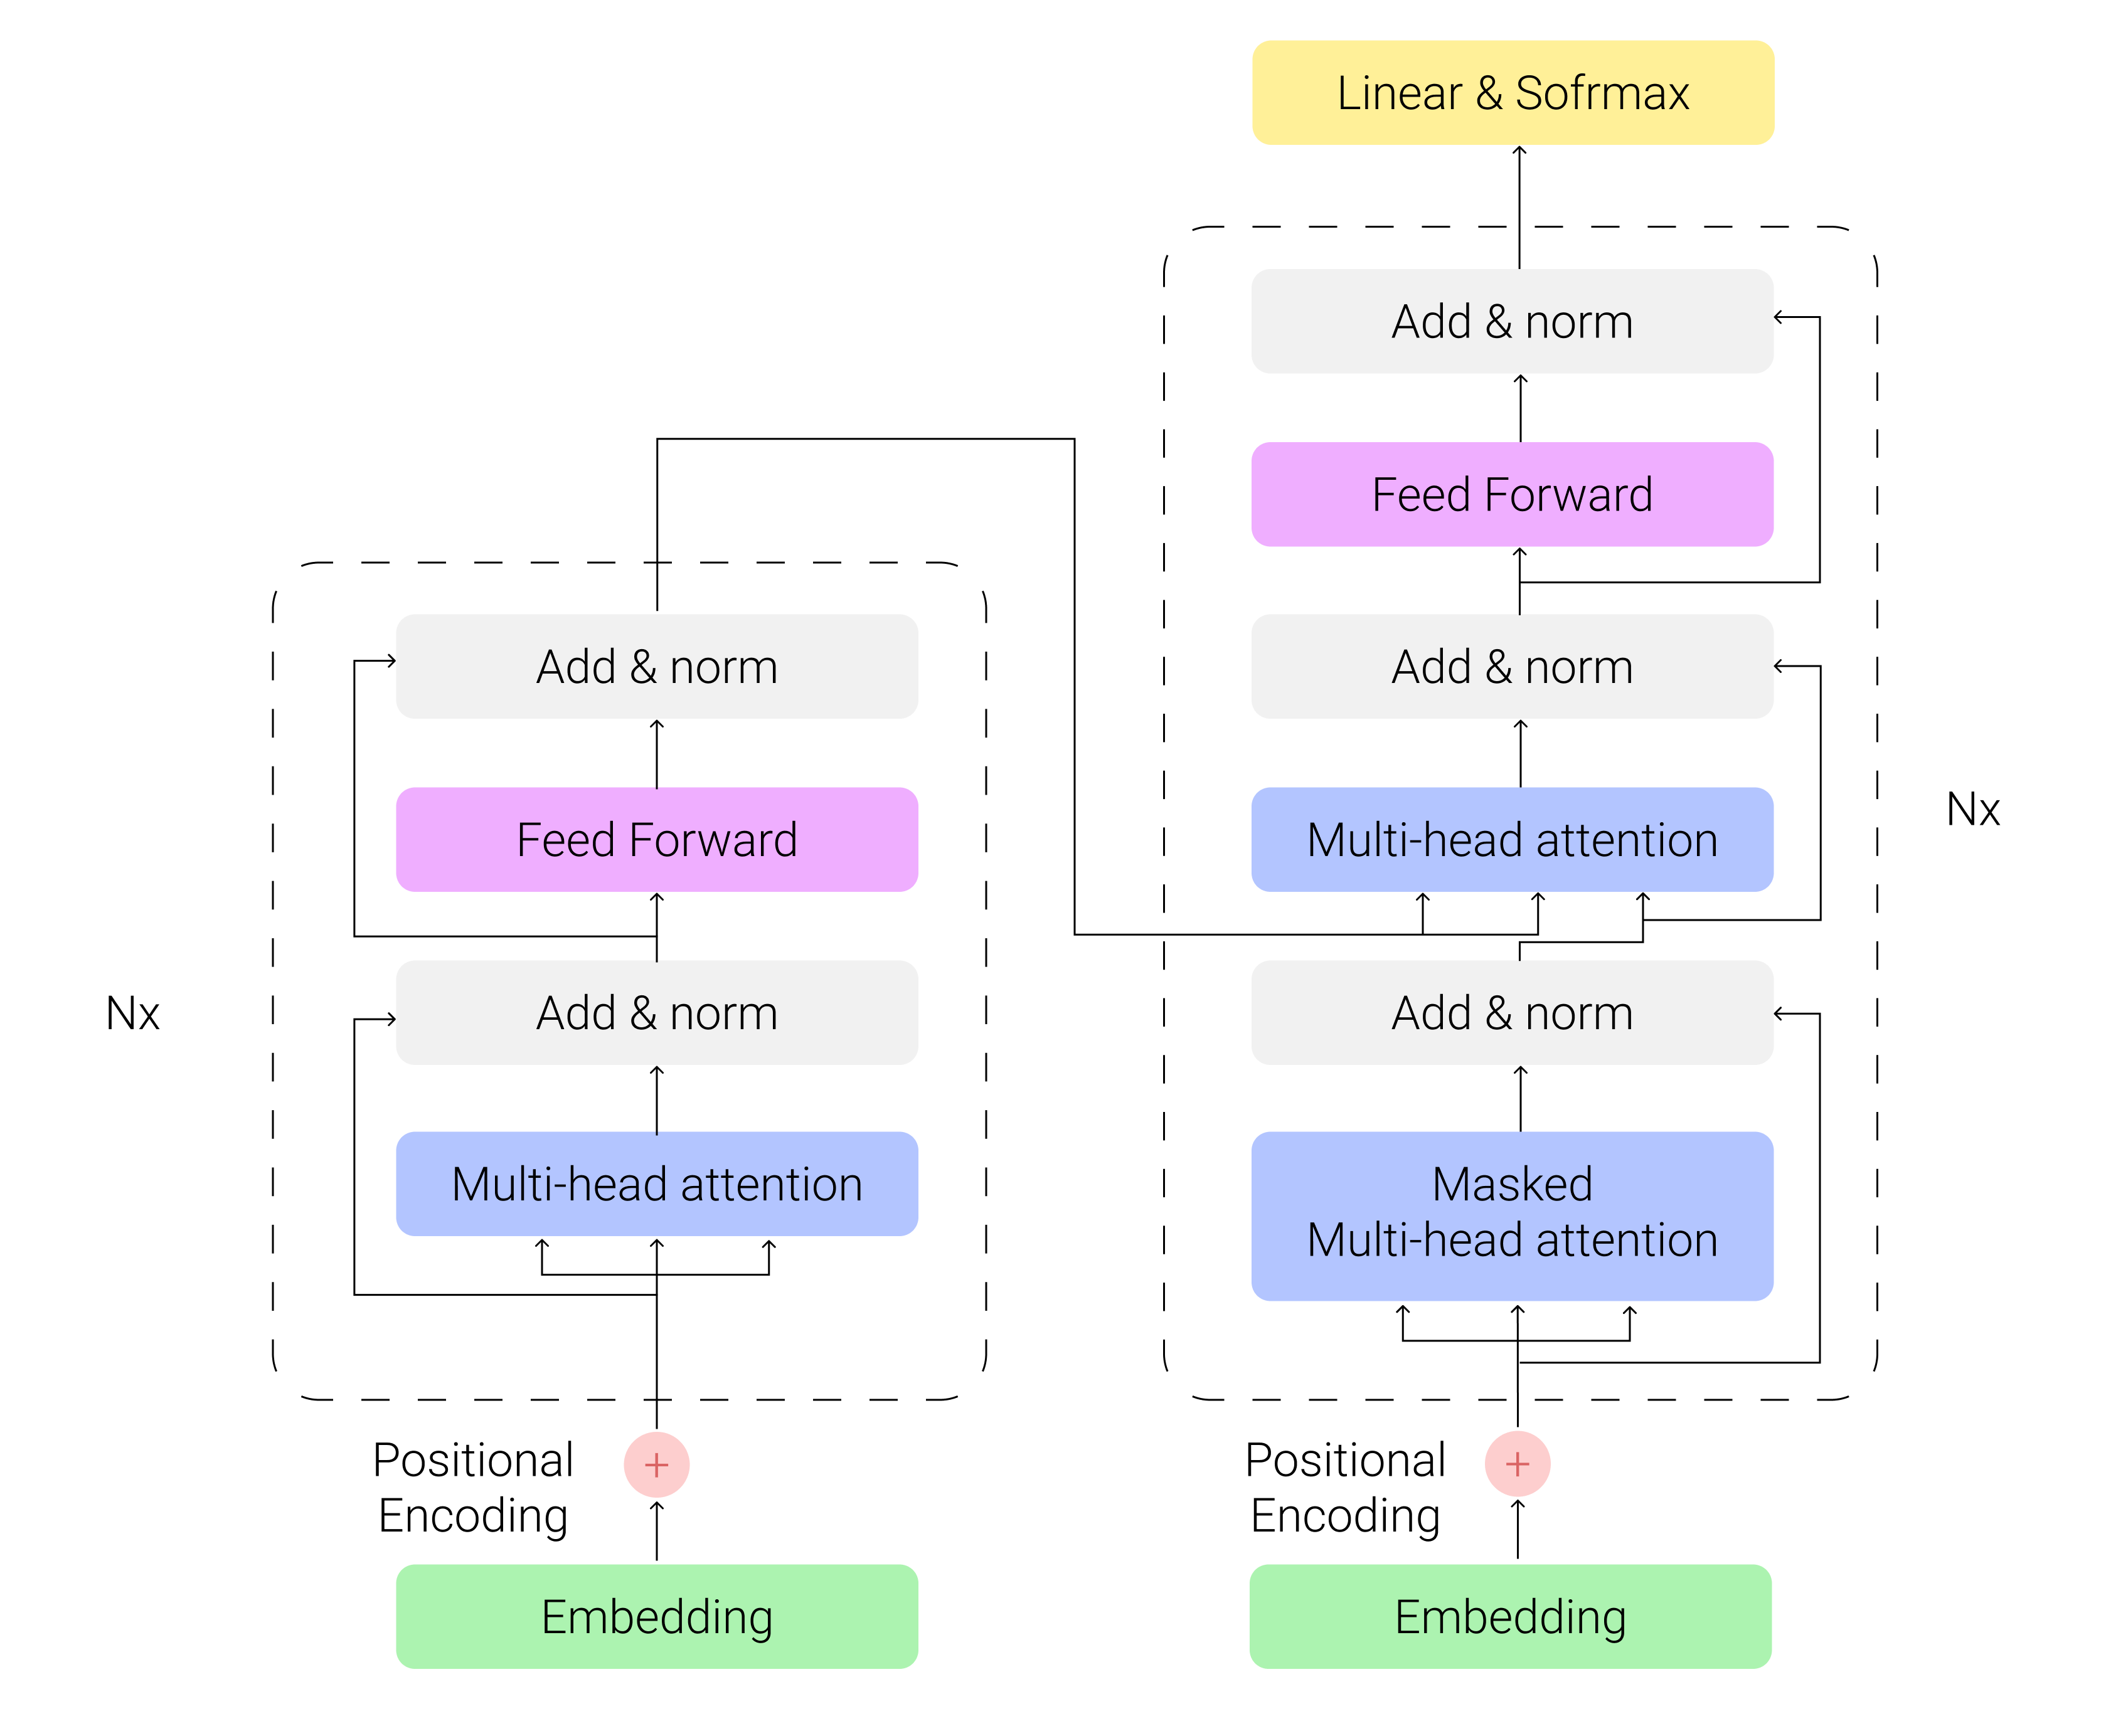 Linear & Sofrmax
Add & norm
Feed Forward
Add & norm
Multi-head attention
Add & norm
Masked
Multi-head attention
Nx
Positional
Encoding
Embedding
Add & norm
Feed Forward
Add & norm
Multi-head attention
Nx
Positional
Encoding
Embedding